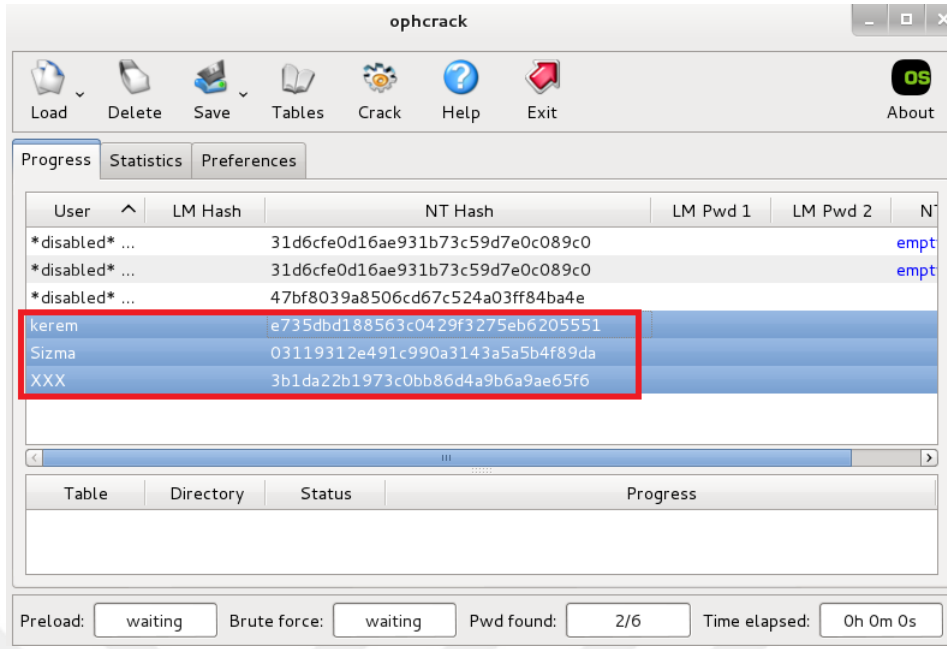 ophcrack
Load Delete Save Tables Crack Help Exit OS About
Progress Statistics Preferences
User LM Hash NT Hash LM Pwd 1 LM Pwd 2
*disabled* ... 31d6cfe0d16ae931b73c59d7e0c089c0 empt
*disabled* ... 31d6cfe0d16ae931b73c59d7e0c089c0 empt
*disabled* ... 47bf8039a8506cd67c524a03ff84ba4e
kerem e735dbd188563c0429f3275eb6205551
Sizma 03119312e491c990a3143a5a5b4f89da
XXX 3b1da22b1973c0bb86d4a9b6a9ae65f6
Table Directory Status Progress
Preload: waiting Brute force: waiting Pwd found: 2/6 Time elapsed: 0h 0m 0s